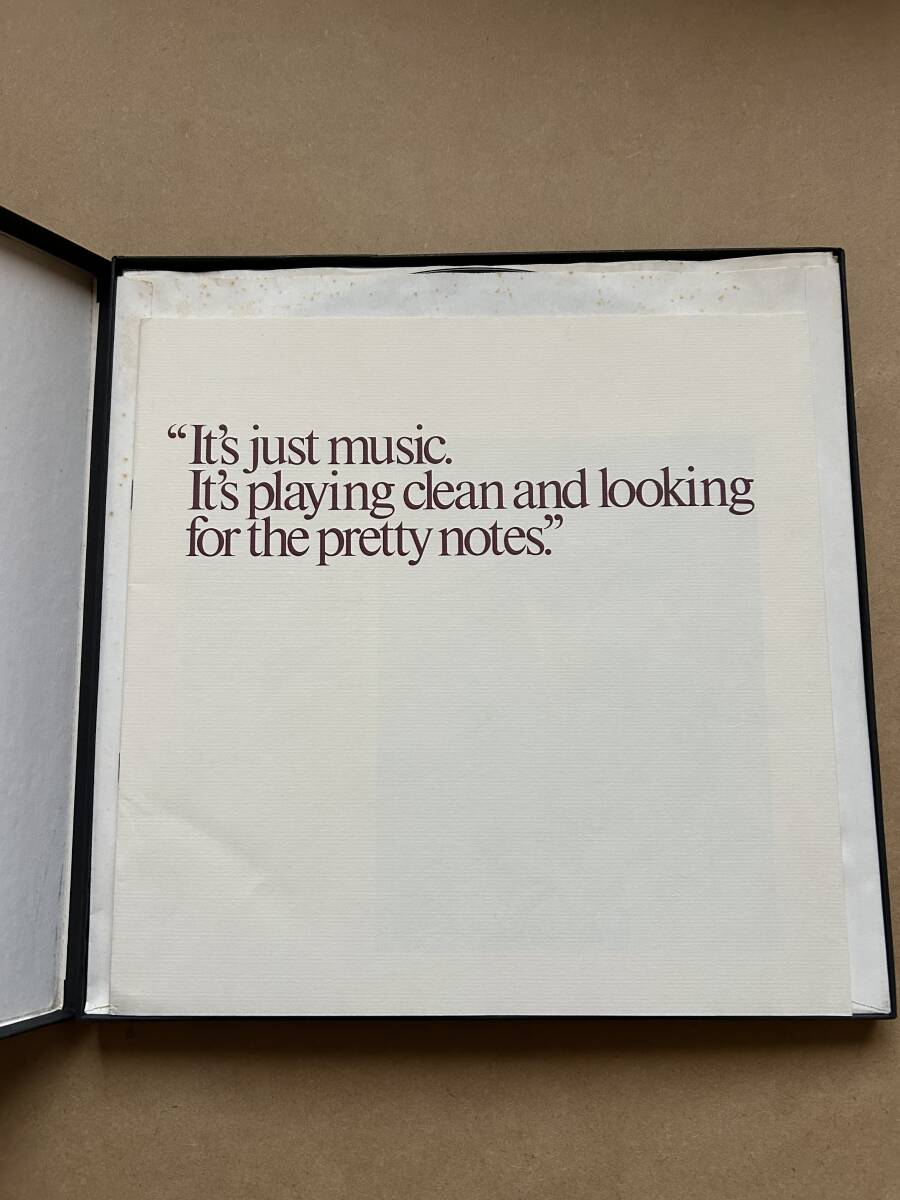 “It’s just music.
It’s playing clean and looking
for the pretty notes.”